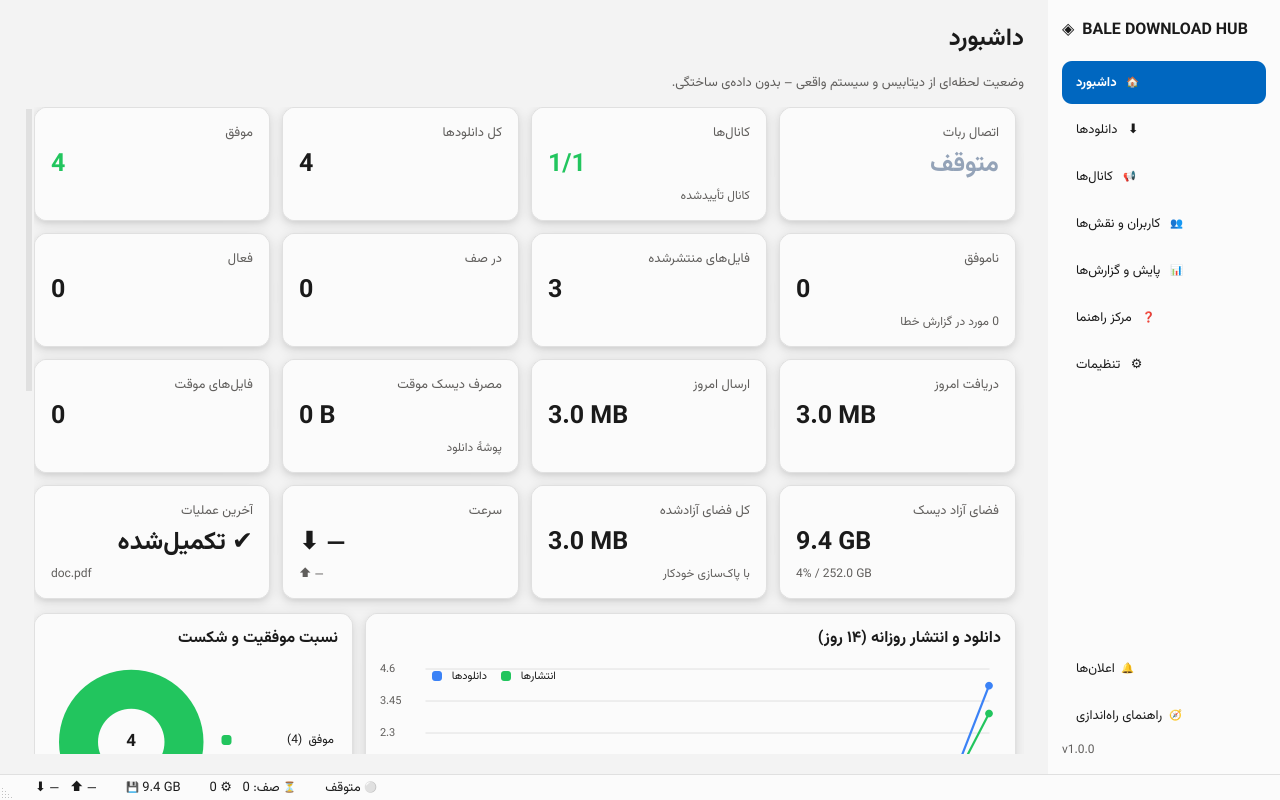 ◈ BALE DOWNLOAD HUB
🏠 داشبورد
⬇ دانلودها
📢 کانال‌ها
👥 کاربران و نقش‌ها
📊 پایش و گزارش‌ها
❓ مرکز راهنما
⚙ تنظیمات
🔔 اعلان‌ها
🧭 راهنمای راه‌اندازی
v1.0.0
داشبورد
وضعیت لحظه‌ای از دیتابیس و سیستم واقعی – بدون داده‌ی ساختگی.
اتصال ربات
متوقف
کانال‌ها
1/1
کانال تأییدشده
کل دانلودها
4
موفق
4
ناموفق
0
0 مورد در گزارش خطا
فایل‌های منتشرشده
3
در صف
0
فعال
0
دریافت امروز
3.0 MB
ارسال امروز
3.0 MB
مصرف دیسک موقت
0 B
پوشهٔ دانلود
فایل‌های موقت
0
فضای آزاد دیسک
9.4 GB
4% / 252.0 GB
کل فضای آزادشده
3.0 MB
با پاک‌سازی خودکار
سرعت
⬇ –
⬆ –
آخرین عملیات
✔ تکمیل‌شده
doc.pdf
دانلود و انتشار روزانه (۱۴ روز)
4.6
دانلودها
انتشارها
3.45
2.3
نسبت موفقیت و شکست
4
موفق (4)
⚪ متوقف
⏳ صف: 0
⚙ 0
💾 9.4 GB
⬇ – ⬆ –